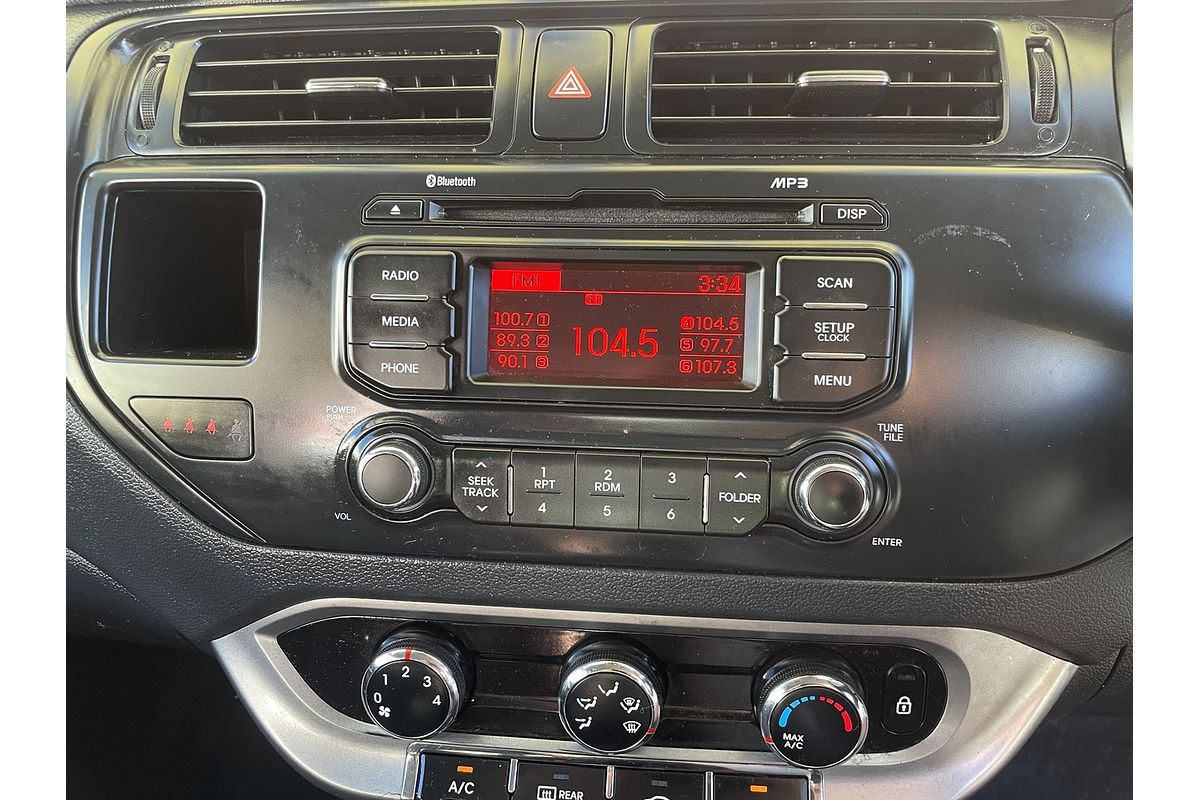 Bluetooth
MP3
DISP
RADIO
MEDIA
PHONE
FM1
3:34
100.7 1
89.3 2
90.1 3
104.5
4 104.5
5 97.7
6 107.3
SCAN
SETUP
CLOCK
MENU
POWER
PUSH
VOL
SEEK
TRACK
1
RPT
4
2
RDM
5
3
6
FOLDER
TUNE
FILE
ENTER
0 1 2 3 4
MAX
A/C
A/C
REAR